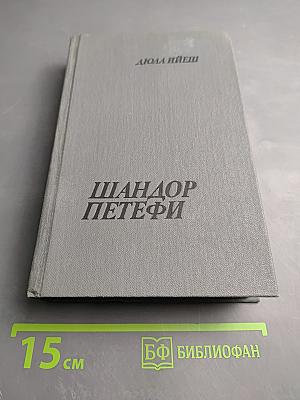 ДЮЛА ИЙЕШ
ШАНДОР
ПЕТЕФИ
15 см
БФ БИБЛИОФАН